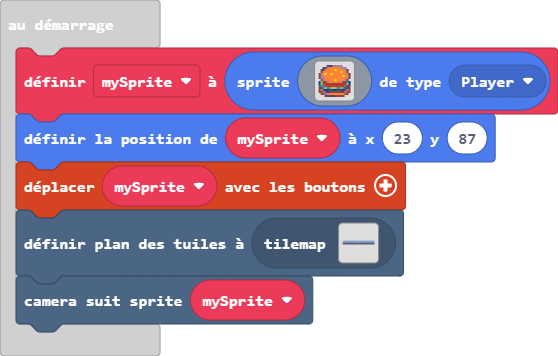 au démarrage
définir mySprite à sprite de type Player
définir la position de mySprite à x 23 y 87
déplacer mySprite avec les boutons
définir plan des tuiles à tilemap
camera suit sprite mySprite